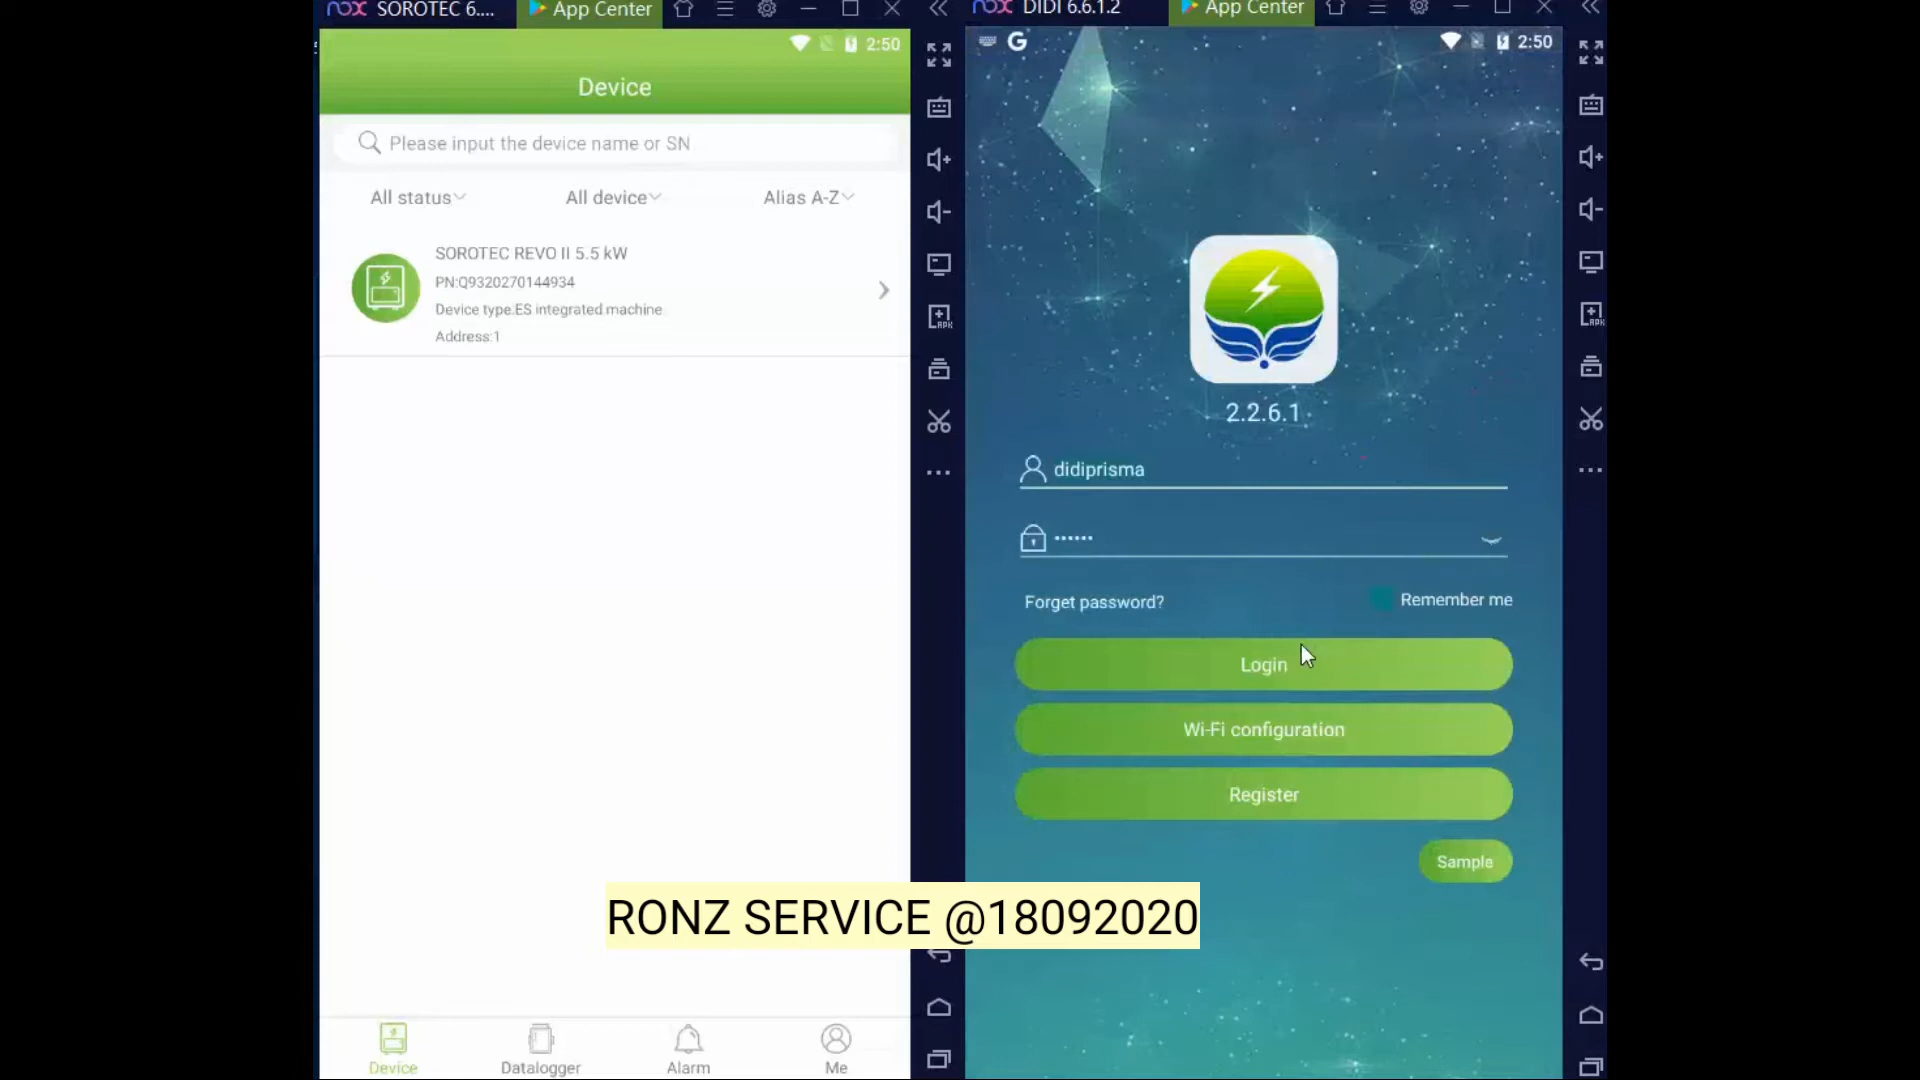 nox SOROTEC 6.... App Center
2:50
Device
Please input the device name or SN
All status All device Alias A-Z
SOROTEC REVO II 5.5 kW
PN:Q9320270144934
Device type:ES integrated machine
Address:1
Device Datalogger Alarm Me
nox DIDI 6.6.1.2 App Center
G 2:50
2.2.6.1
didiprisma
••••••
Forget password? Remember me
Login
Wi-Fi configuration
Register
Sample
RONZ SERVICE @18092020